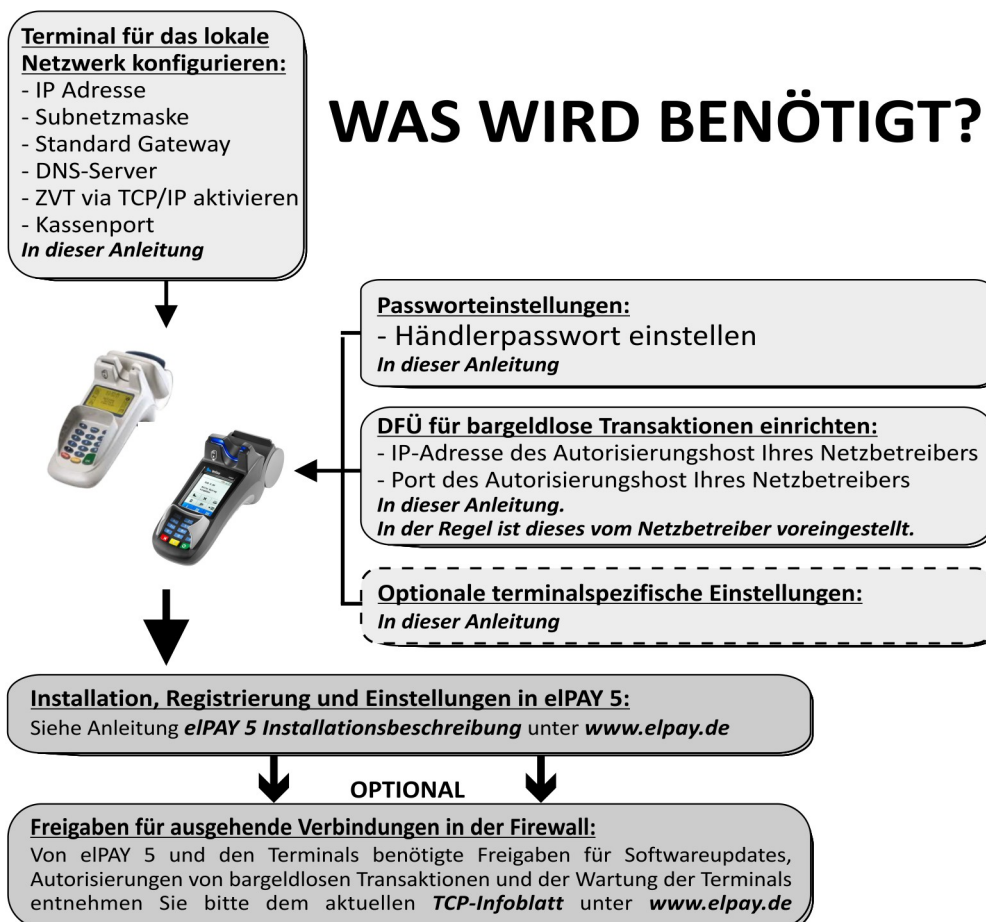 Terminal für das lokale
Netzwerk konfigurieren:
- IP Adresse
- Subnetzmaske
- Standard Gateway
- DNS-Server
- ZVT via TCP/IP aktivieren
- Kassenport
In dieser Anleitung
WAS WIRD BENÖTIGT?
Passworteinstellungen:
- Händlerpasswort einstellen
In dieser Anleitung
DFÜ für bargeldlose Transaktionen einrichten:
- IP-Adresse des Autorisierungshost Ihres Netzbetreibers
- Port des Autorisierungshost Ihres Netzbetreibers
In dieser Anleitung.
In der Regel ist dieses vom Netzbetreiber voreingestellt.
Optionale terminalspezifische Einstellungen:
In dieser Anleitung
Installation, Registrierung und Einstellungen in elPAY 5:
Siehe Anleitung elPAY 5 Installationsbeschreibung unter www.elpay.de
OPTIONAL
Freigaben für ausgehende Verbindungen in der Firewall:
Von elPAY 5 und den Terminals benötigte Freigaben für Softwareupdates,
Autorisierungen von bargeldlosen Transaktionen und der Wartung der Terminals
entnehmen Sie bitte dem aktuellen TCP-Infoblatt unter www.elpay.de